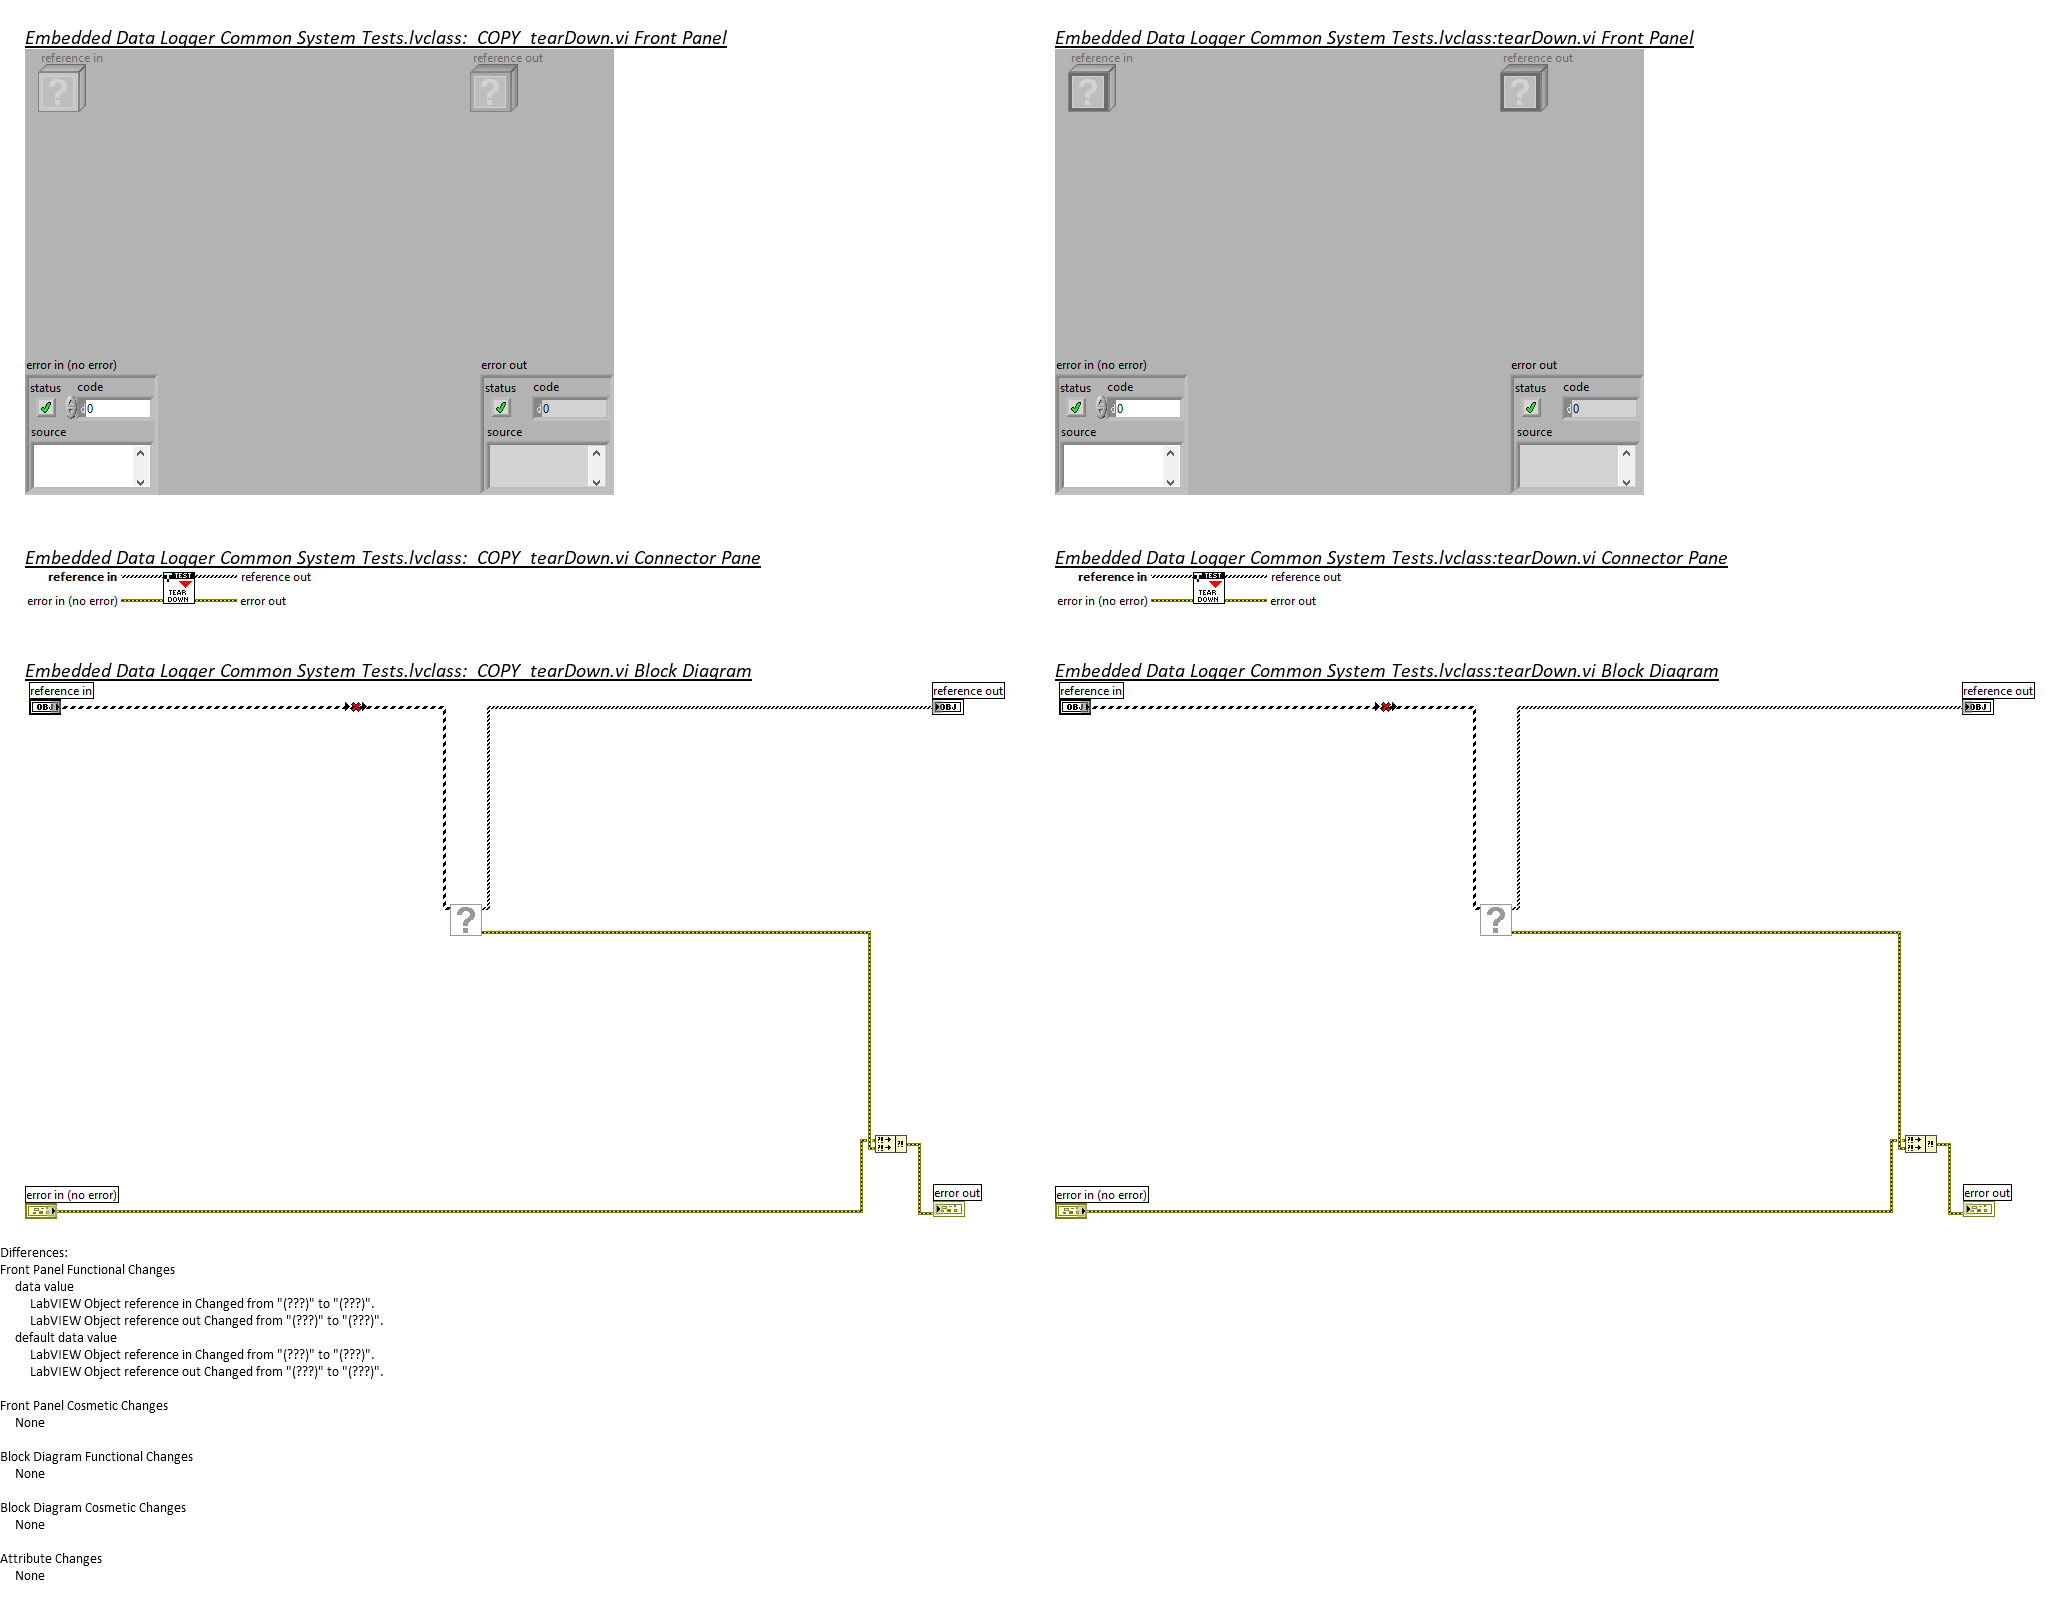 Embedded Data Logger Common System Tests.lvclass:_COPY_tearDown.vi Front Panel
reference in
reference out
?
?
error in (no error)
status code
0
source
error out
status code
0
source
Embedded Data Logger Common System Tests.lvclass:tearDown.vi Front Panel
reference in
reference out
?
?
error in (no error)
status code
0
source
error out
status code
0
source
Embedded Data Logger Common System Tests.lvclass:_COPY_tearDown.vi Connector Pane
reference in
reference out
TEST
TEAR
DOWN
error in (no error)
error out
Embedded Data Logger Common System Tests.lvclass:tearDown.vi Connector Pane
reference in
reference out
TEST
TEAR
DOWN
error in (no error)
error out
Embedded Data Logger Common System Tests.lvclass:_COPY_tearDown.vi Block Diagram
reference in
OBJ
reference out
OBJ
?
error in (no error)
error out
Embedded Data Logger Common System Tests.lvclass:tearDown.vi Block Diagram
reference in
OBJ
reference out
OBJ
?
error in (no error)
error out
Differences:
Front Panel Functional Changes
data value
LabVIEW Object reference in Changed from "(???)" to "(???)".
LabVIEW Object reference out Changed from "(???)" to "(???)".
default data value
LabVIEW Object reference in Changed from "(???)" to "(???)".
LabVIEW Object reference out Changed from "(???)" to "(???)".
Front Panel Cosmetic Changes
None
Block Diagram Functional Changes
None
Block Diagram Cosmetic Changes
None
Attribute Changes
None